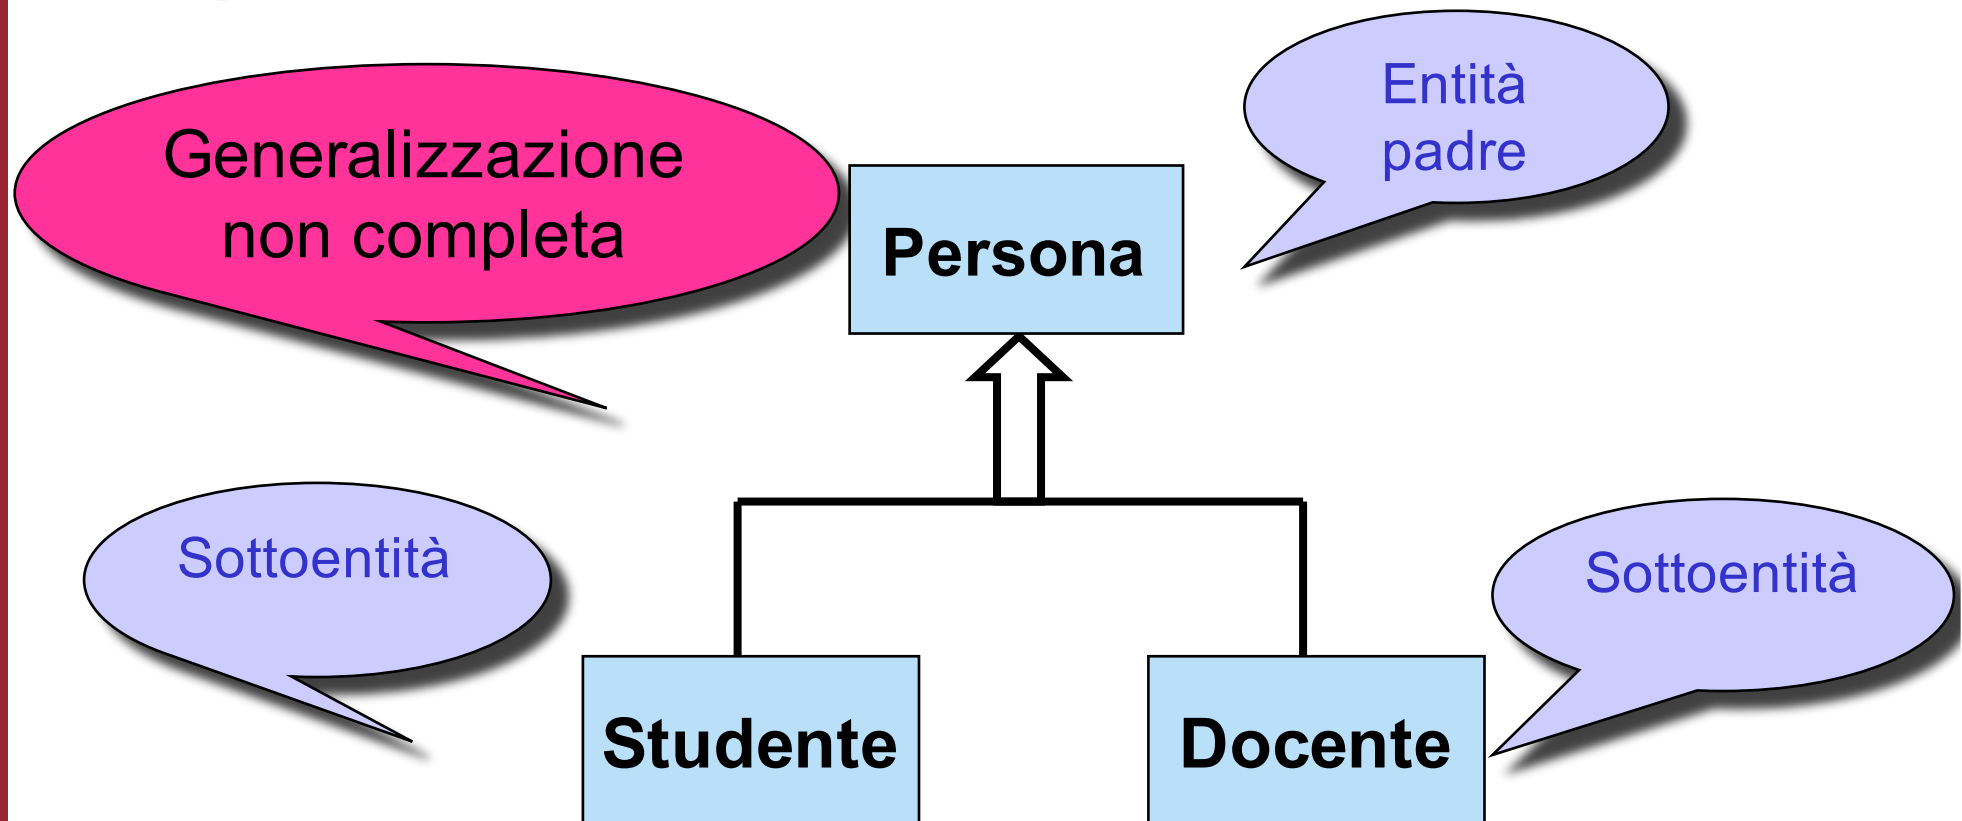 Entità
padre
Generalizzazione
non completa
Persona
Sottoentità
Sottoentità
Studente
Docente